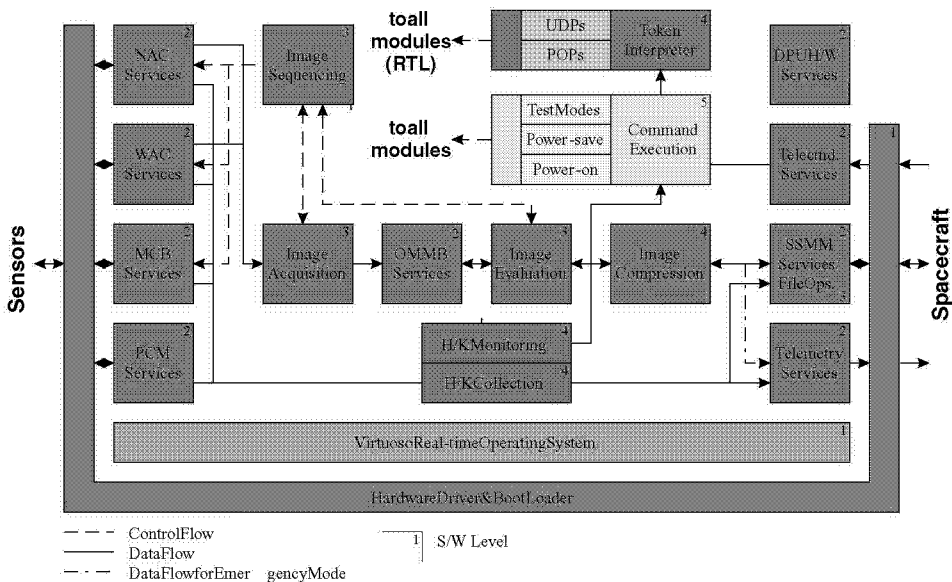 NAC
Services
2
Image
Sequencing
3
toall
modules
(RTL)
UDPs
POPs
Token
Interpreter
4
DPUH/W
Services
2
WAC
Services
2
toall
modules
TestModes
Power-save
Power-on
Command
Execution
5
Telecmd.
Services
2
1
Sensors
MCB
Services
2
Image
Acquisition
3
OMMB
Services
2
Image
Evaluation
3
Image
Compression
4
SSMM
Services
FileOps.
2
3
Spacecraft
PCM
Services
2
H/KMonitoring
4
H/KCollection
4
Telemetry
Services
2
VirtuosoReal-timeOperatingSystem
1
HardwareDriver&BootLoader
ControlFlow
DataFlow
DataFlowforEmer gencyMode
1
S/W Level